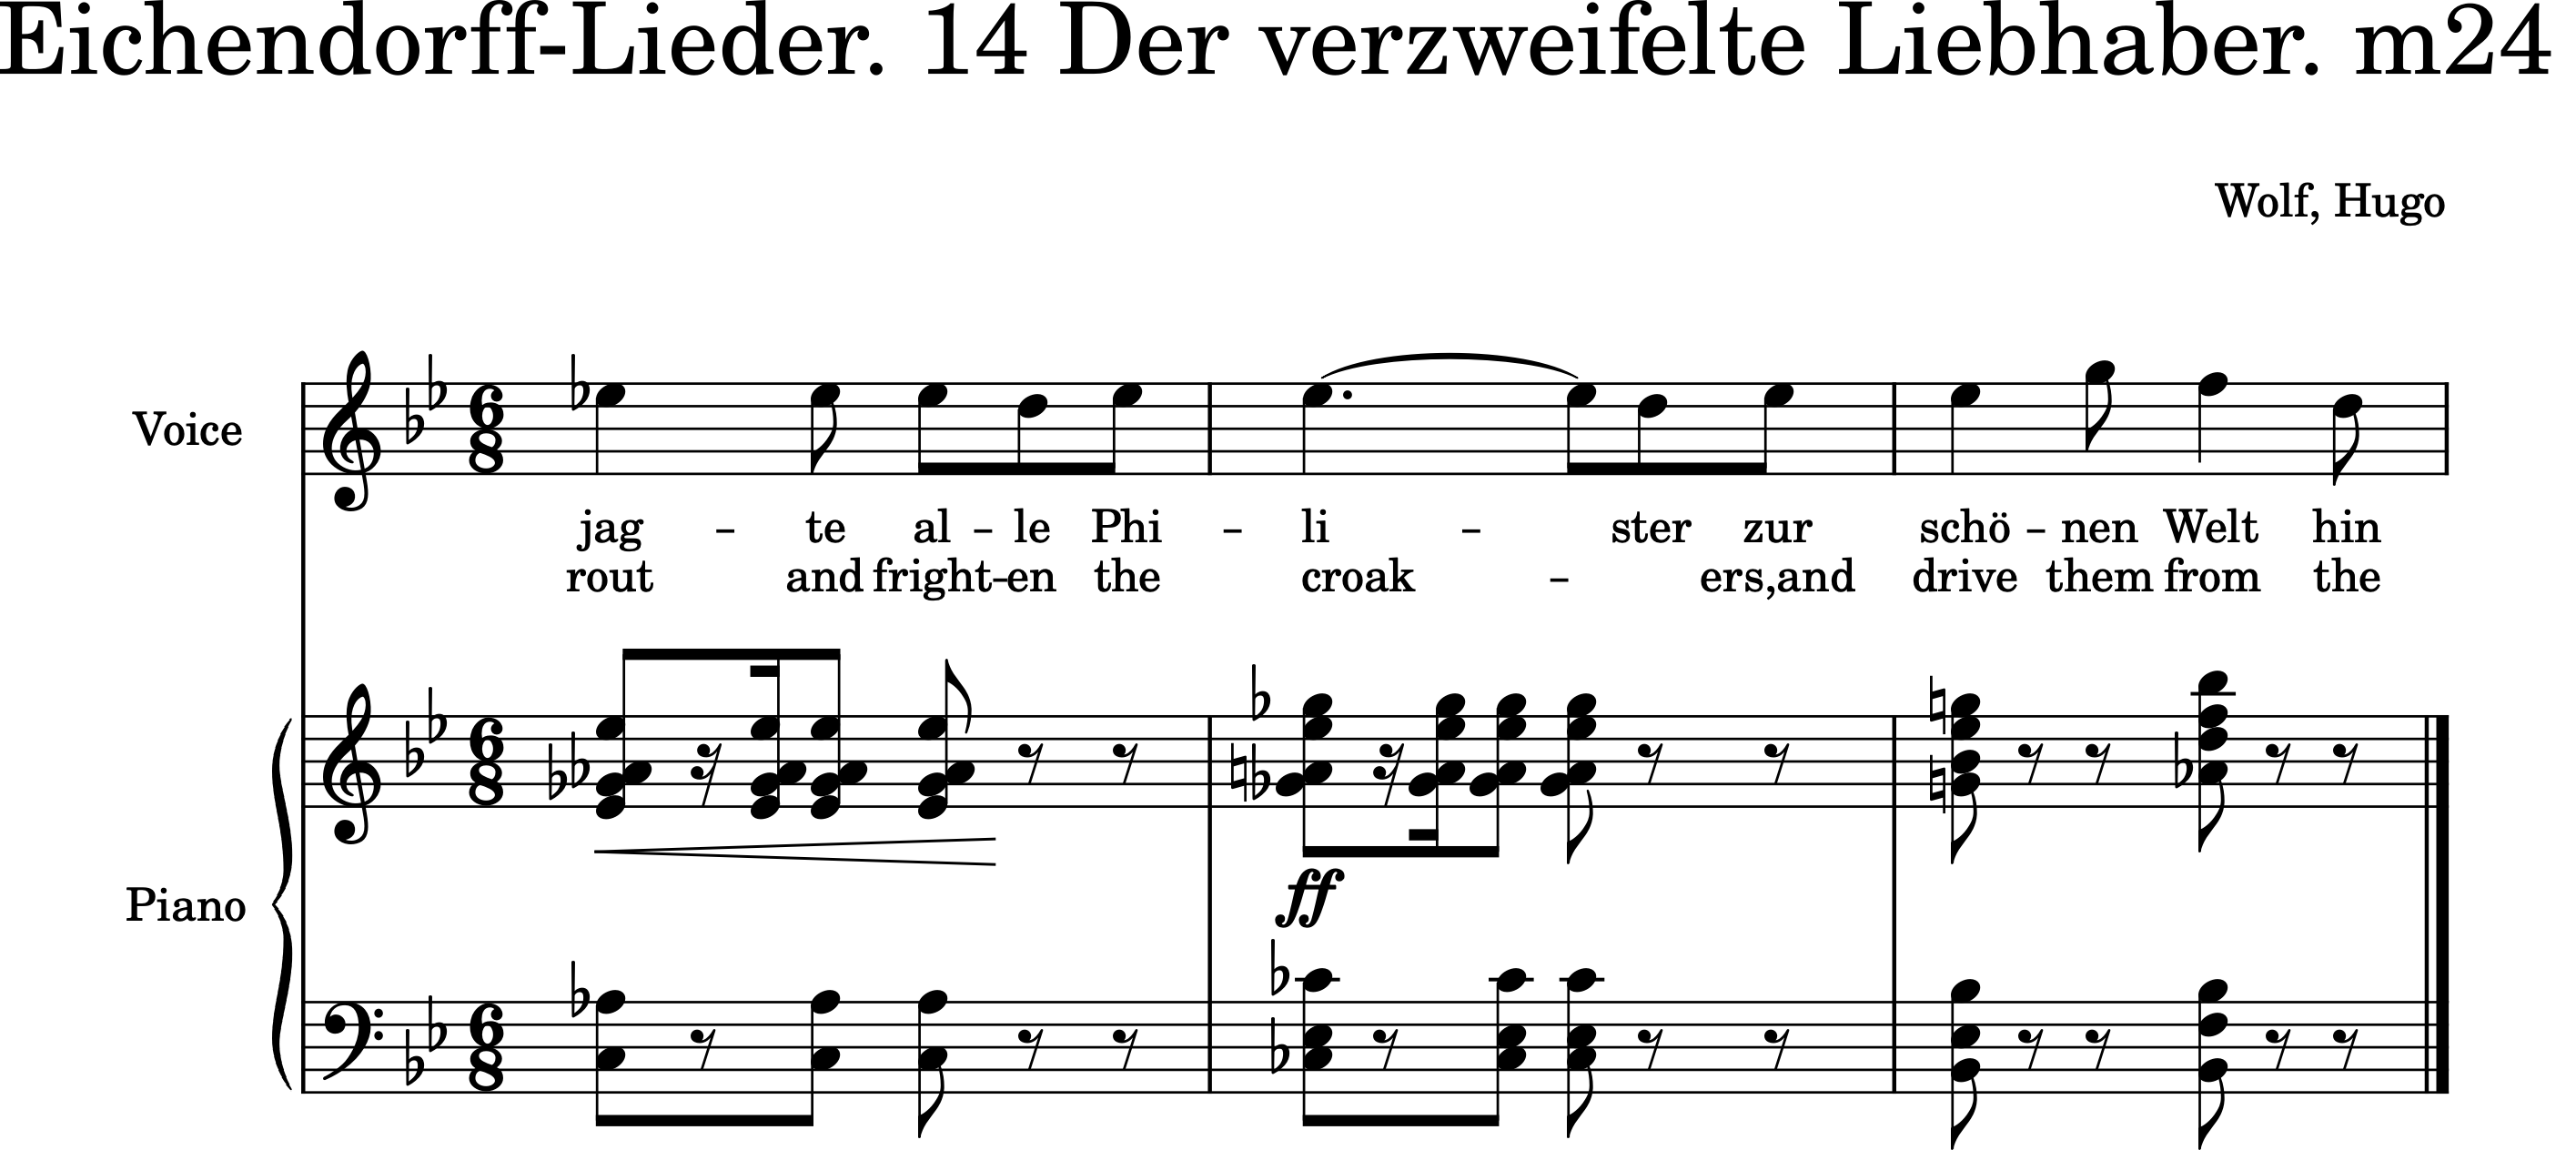 Eichendorff-Lieder. 14 Der verzweifelte Liebhaber. m24
Wolf, Hugo
Voice
jag – te al – le Phi – li – ster zur schö – nen Welt hin
rout and fright–en the croak – ers,and drive them from the
Piano
ff